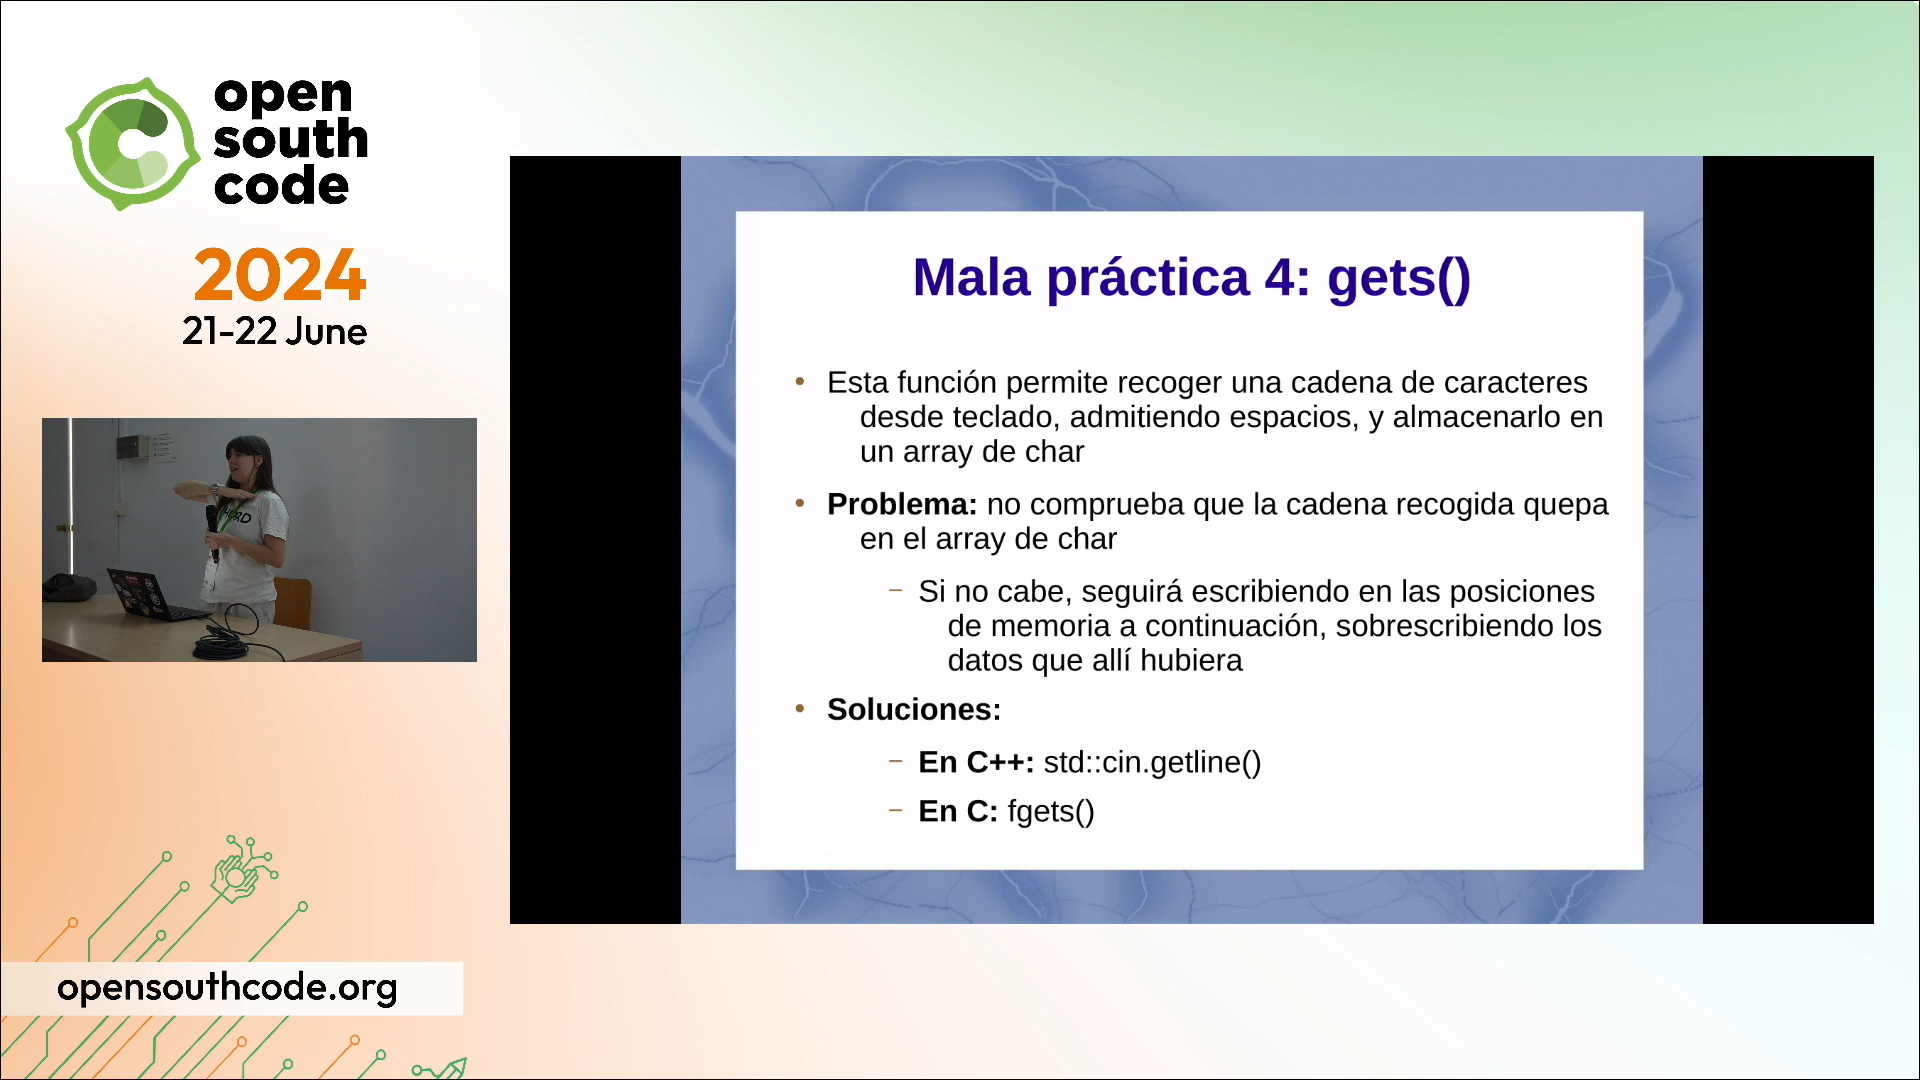 open
south
code
2024
21-22 June
opensouthcode.org
Mala práctica 4: gets()
• Esta función permite recoger una cadena de caracteres
desde teclado, admitiendo espacios, y almacenarlo en
un array de char
• Problema: no comprueba que la cadena recogida quepa
en el array de char
– Si no cabe, seguirá escribiendo en las posiciones
de memoria a continuación, sobrescribiendo los
datos que allí hubiera
• Soluciones:
– En C++: std::cin.getline()
– En C: fgets()